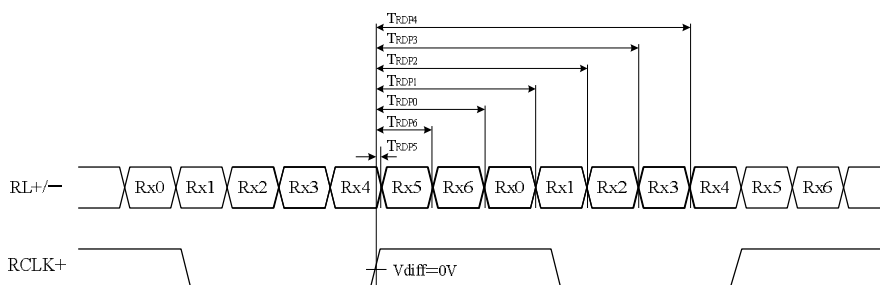 TRDP4
TRDP3
TRDP2
TRDP1
TRDP0
TRDP6
TRDP5
RL+/− Rx0 Rx1 Rx2 Rx3 Rx4 Rx5 Rx6 Rx0 Rx1 Rx2 Rx3 Rx4 Rx5 Rx6
RCLK+ Vdiff=0V